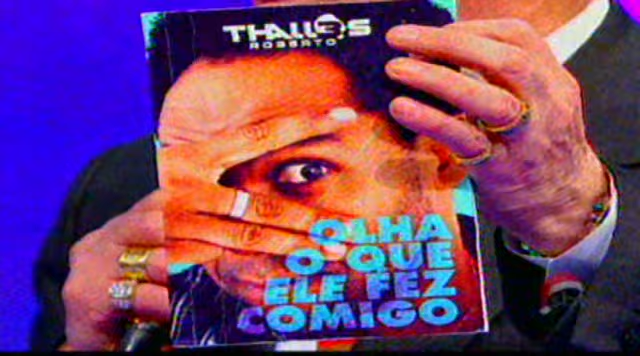 THALLES
ROBERTO
OLHA
O QUE
ELE FEZ
COMIGO